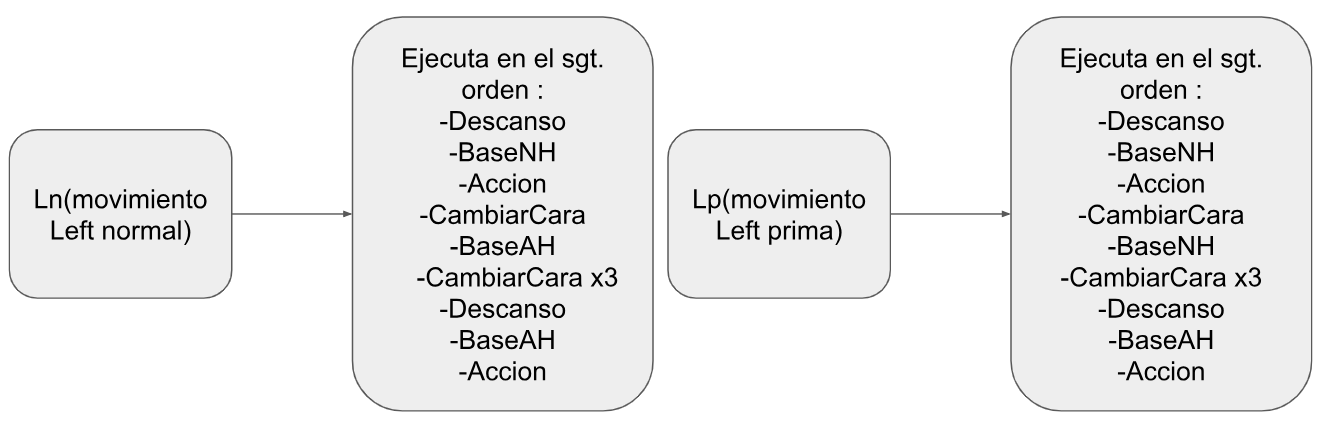 Ln(movimiento
Left normal)
Ejecuta en el sgt.
orden :
-Descanso
-BaseNH
-Accion
-CambiarCara
-BaseAH
-CambiarCara x3
-Descanso
-BaseAH
-Accion
Lp(movimiento
Left prima)
Ejecuta en el sgt.
orden :
-Descanso
-BaseNH
-Accion
-CambiarCara
-BaseNH
-CambiarCara x3
-Descanso
-BaseAH
-Accion